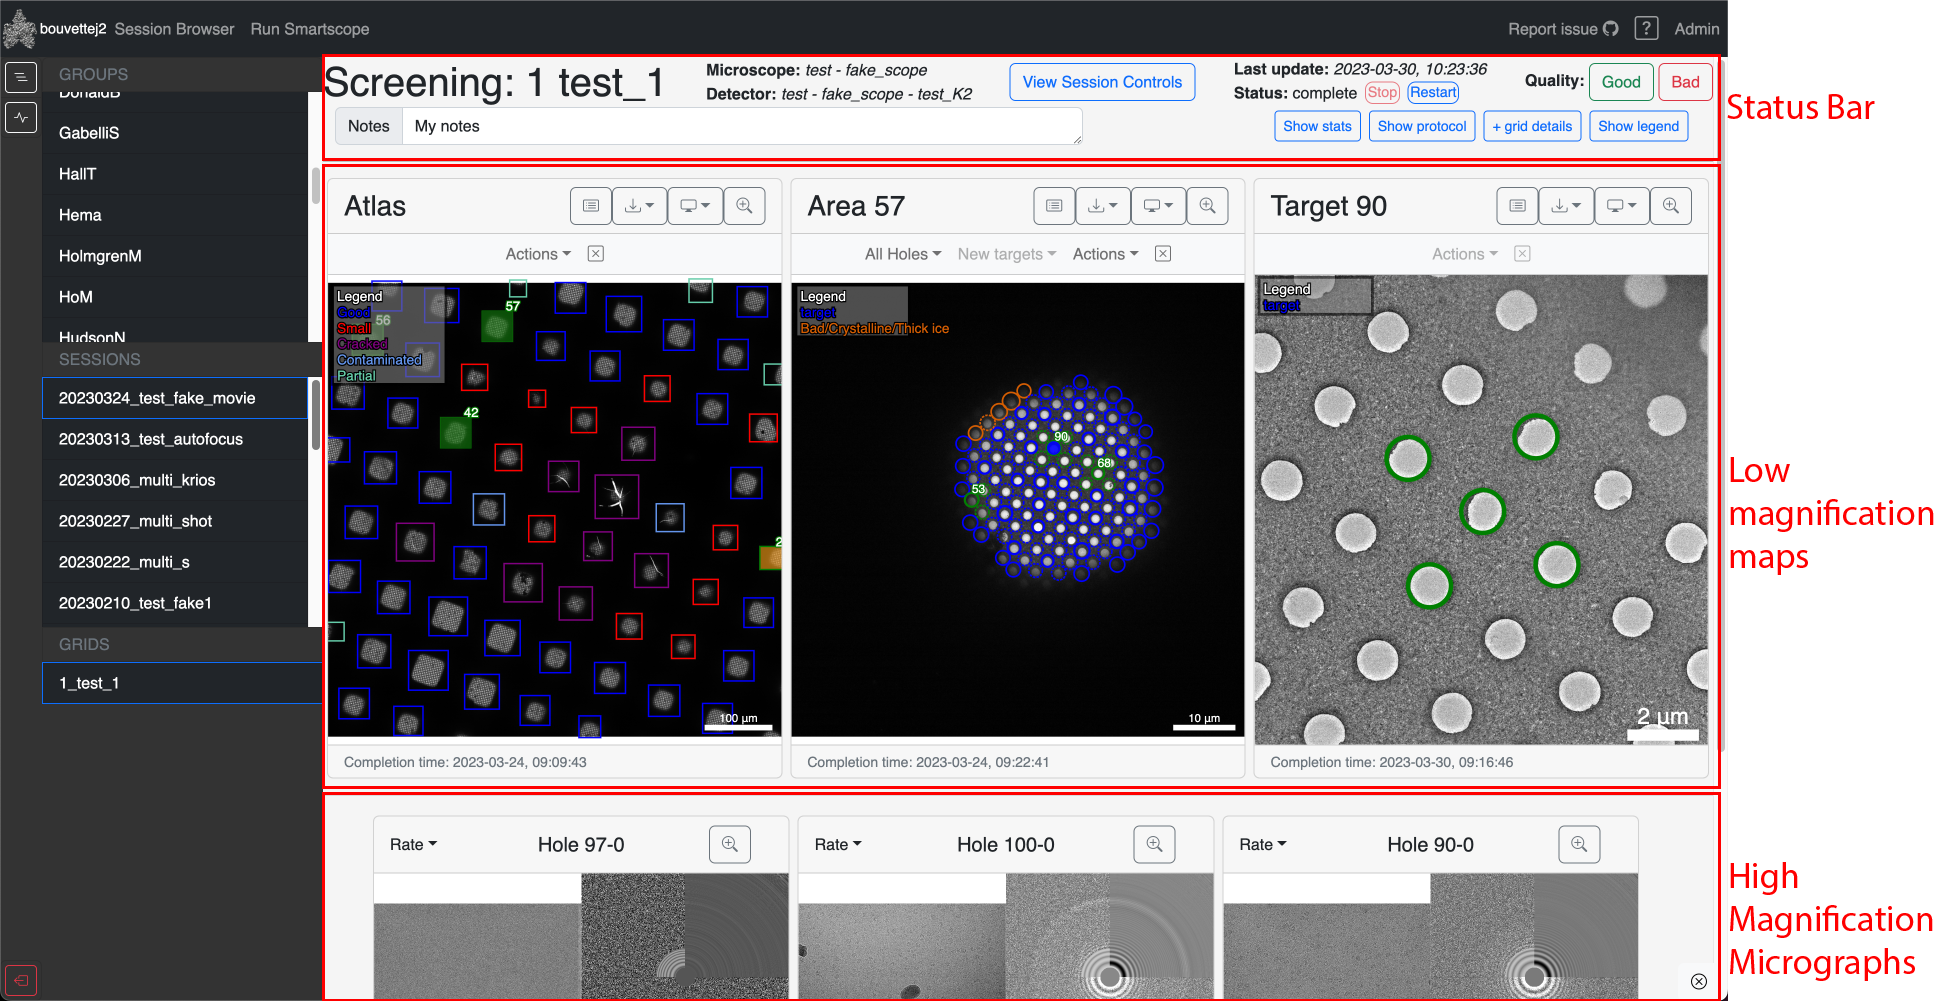 bouvettej2 Session Browser Run Smartscope Report issue ? Admin
GROUPS
DonaldB
GabelliS
HallT
Hema
HolmgrenM
HoM
HudsonN
SESSIONS
20230324_test_fake_movie
20230313_test_autofocus
20230306_multi_krios
20230227_multi_shot
20230222_multi_s
20230210_test_fake1
GRIDS
1_test_1
Screening: 1 test_1
Microscope: test - fake_scope
Detector: test - fake_scope - test_K2
View Session Controls
Last update: 2023-03-30, 10:23:36
Status: complete Stop Restart
Quality: Good Bad
Notes My notes
Show stats Show protocol + grid details Show legend
Status Bar
Atlas
Actions
Legend
Good
Small
Cracked
Contaminated
Partial
56
57
42
2
100 µm
Completion time: 2023-03-24, 09:09:43
Area 57
All Holes New targets Actions
Legend
target
Bad/Crystalline/Thick ice
90
68
53
10 µm
Completion time: 2023-03-24, 09:22:41
Target 90
Actions
Legend
target
2 µm
Completion time: 2023-03-30, 09:16:46
Low
magnification
maps
Rate Hole 97-0
Rate Hole 100-0
Rate Hole 90-0
High
Magnification
Micrographs